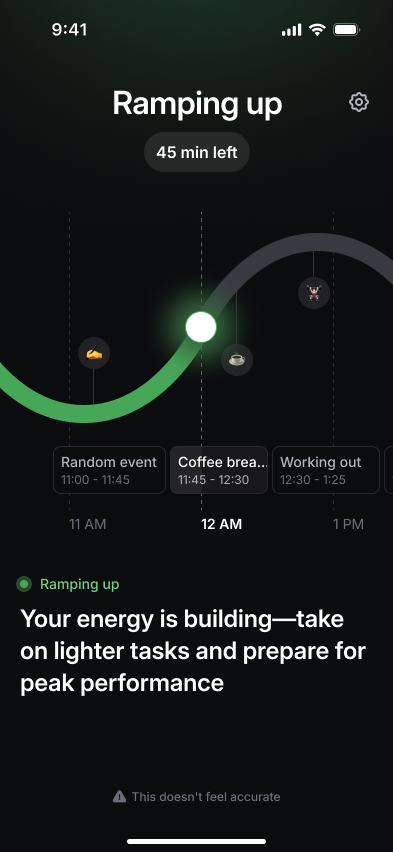 9:41
Ramping up
45 min left
Random event
11:00 - 11:45
Coffee brea...
11:45 - 12:30
Working out
12:30 - 1:25
11 AM
12 AM
1 PM
Ramping up
Your energy is building—take
on lighter tasks and prepare for
peak performance
This doesn't feel accurate